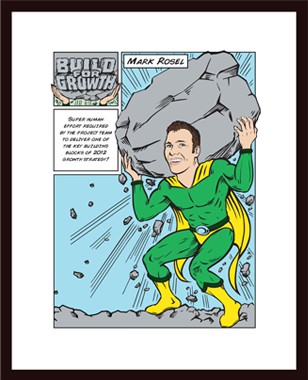 BUILD
FOR
GROWTH
MARK ROSEL
SUPER HUMAN
EFFORT REQUIRED
BY THE PROJECT TEAM
TO DELIVER ONE OF
THE KEY BUILDING
BLOCKS OF 2012
GROWTH STRATEGY!